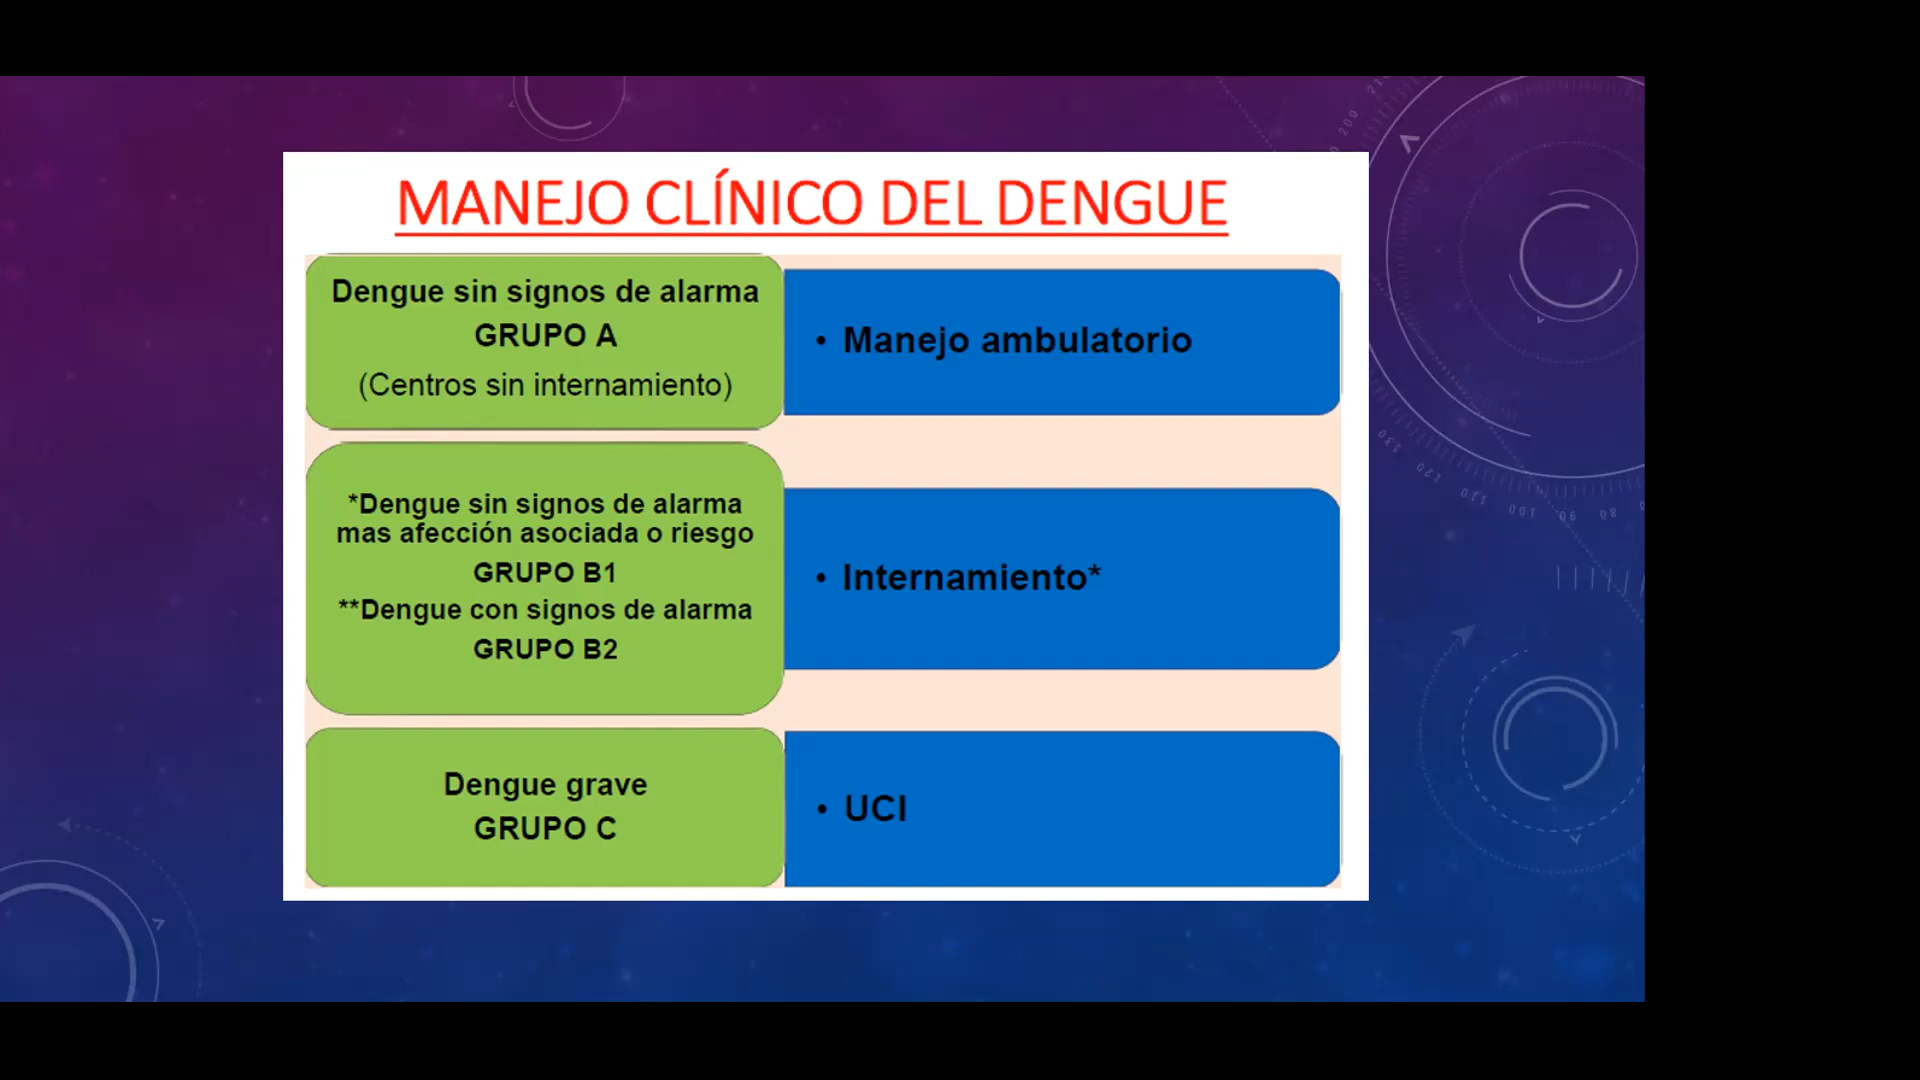 MANEJO CLÍNICO DEL DENGUE
Dengue sin signos de alarma
GRUPO A
(Centros sin internamiento)
• Manejo ambulatorio
*Dengue sin signos de alarma
mas afección asociada o riesgo
GRUPO B1
**Dengue con signos de alarma
GRUPO B2
• Internamiento*
Dengue grave
GRUPO C
• UCI